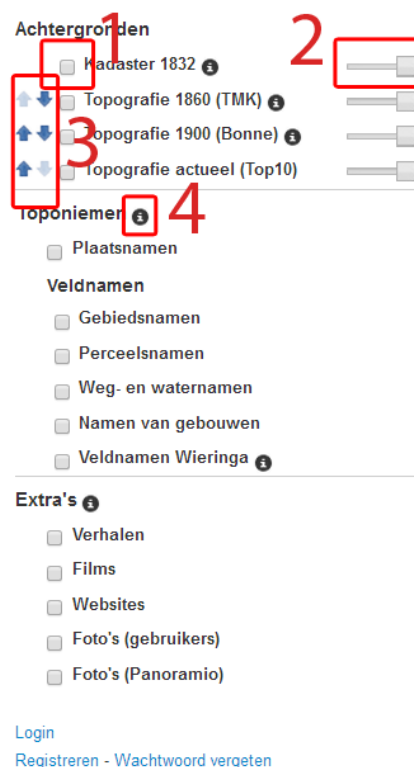 Achtergronden
1
2
Kadaster 1832
Topografie 1860 (TMK)
Topografie 1900 (Bonne)
3
Topografie actueel (Top10)
Toponiemen
4
Plaatsnamen
Veldnamen
Gebiedsnamen
Perceelsnamen
Weg- en waternamen
Namen van gebouwen
Veldnamen Wieringa
Extra's
Verhalen
Films
Websites
Foto's (gebruikers)
Foto's (Panoramio)
Login
Registreren - Wachtwoord vergeten